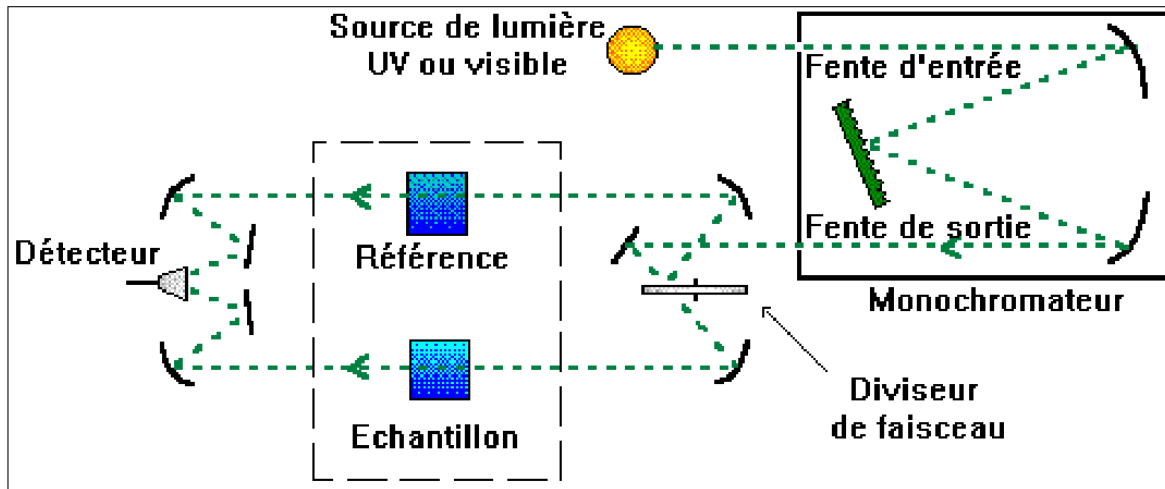 Source de lumière
UV ou visible
Fente d'entrée
Fente de sortie
Monochromateur
Détecteur
Référence
Echantillon
Diviseur
de faisceau